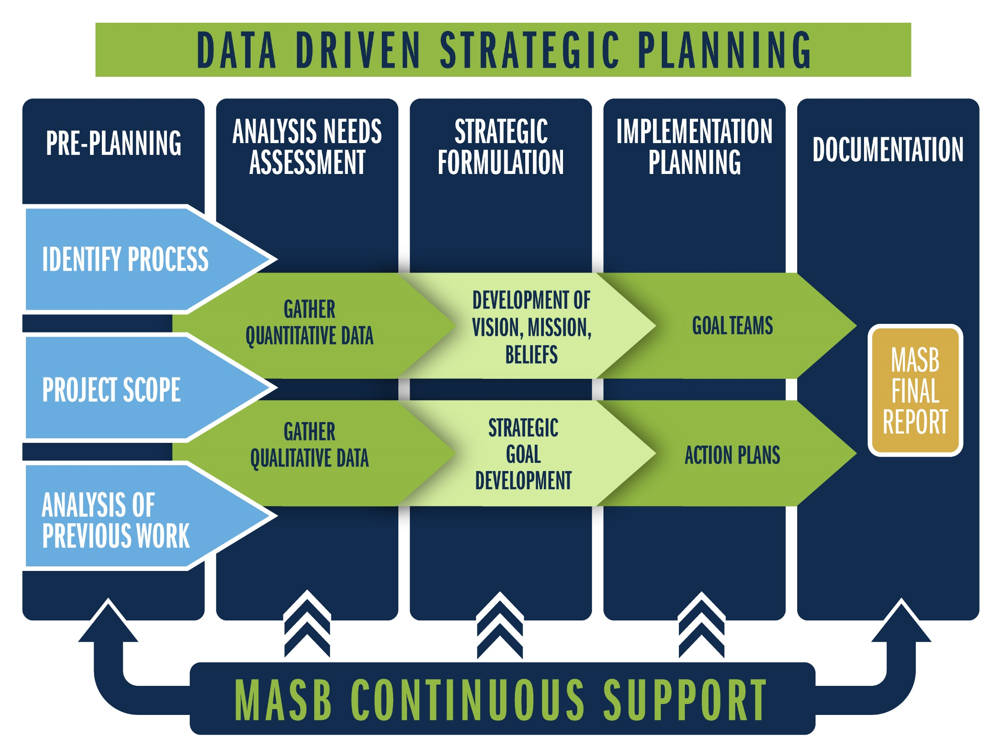 DATA DRIVEN STRATEGIC PLANNING
PRE-PLANNING
ANALYSIS NEEDS
ASSESSMENT
STRATEGIC
FORMULATION
IMPLEMENTATION
PLANNING
DOCUMENTATION
IDENTIFY PROCESS
PROJECT SCOPE
ANALYSIS OF
PREVIOUS WORK
GATHER
QUANTITATIVE DATA
GATHER
QUALITATIVE DATA
DEVELOPMENT OF
VISION, MISSION,
BELIEFS
STRATEGIC
GOAL
DEVELOPMENT
GOAL TEAMS
ACTION PLANS
MASB
FINAL
REPORT
MASB CONTINUOUS SUPPORT